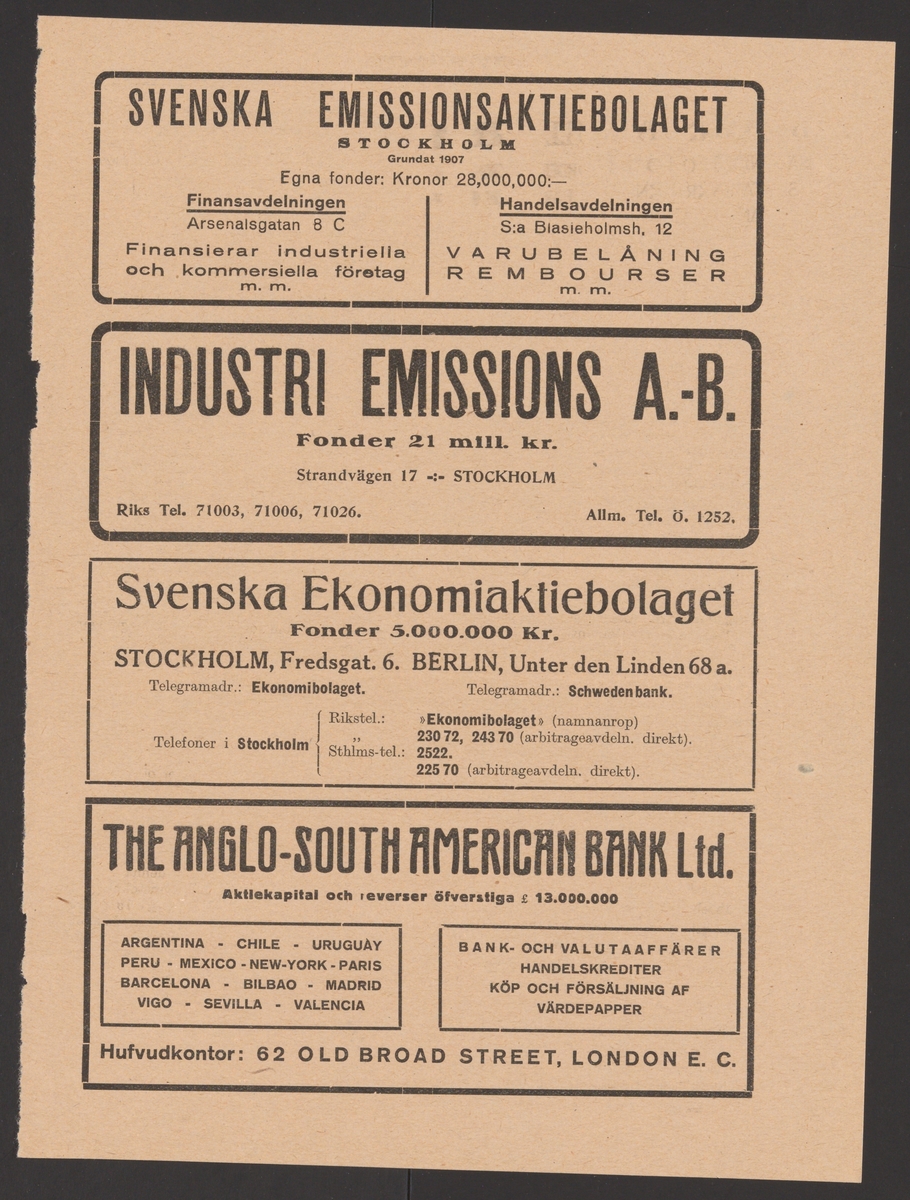 SVENSKA EMISSIONSAKTIEBOLAGET
STOCKHOLM
Grundat 1907
Egna fonder: Kronor 28,000,000:—
Finansavdelningen
Arsenalsgatan 8 C
Finansierar industriella
och kommersiella företag
m. m.
Handelsavdelningen
S:a Blasieholmsh. 12
VARUBELÅNING
REMBOURSER
m. m.
INDUSTRI EMISSIONS A.-B.
Fonder 21 mill. kr.
Strandvägen 17 -:- STOCKHOLM
Riks Tel. 71003, 71006, 71026.
Allm. Tel. Ö. 1252.
Svenska Ekonomiaktiebolaget
Fonder 5.000.000 Kr.
STOCKHOLM, Fredsgat. 6. BERLIN, Unter den Linden 68 a.
Telegramadr.: Ekonomibolaget. Telegramadr.: Schwedenbank.
Telefoner i Stockholm
Rikstel.: »Ekonomibolaget» (namnanrop)
„ 230 72, 243 70 (arbitrageavdeln. direkt).
Sthlms-tel.: 2522.
225 70 (arbitrageavdeln. direkt).
THE ANGLO-SOUTH AMERICAN BANK Ltd.
Aktiekapital och reverser öfverstiga £ 13.000.000
ARGENTINA - CHILE - URUGUAY
PERU - MEXICO - NEW-YORK - PARIS
BARCELONA - BILBAO - MADRID
VIGO - SEVILLA - VALENCIA
BANK- OCH VALUTAAFFÄRER
HANDELSKREDITER
KÖP OCH FÖRSÄLJNING AF
VÄRDEPAPPER
Hufvudkontor: 62 OLD BROAD STREET, LONDON E. C.